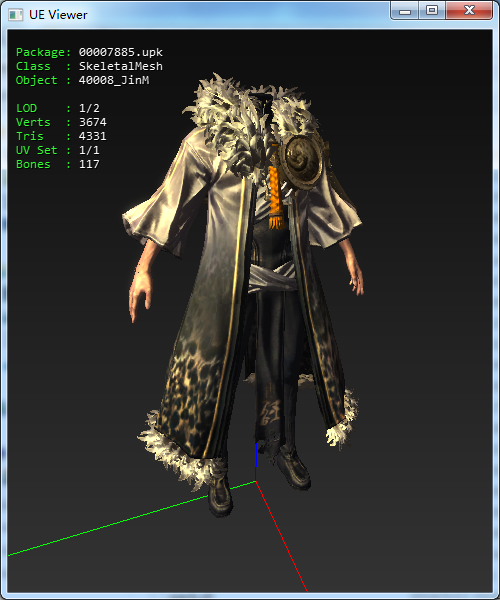 UE Viewer
Package: 00007885.upk
Class : SkeletalMesh
Object : 40008_JinM
LOD : 1/2
Verts : 3674
Tris : 4331
UV Set : 1/1
Bones : 117